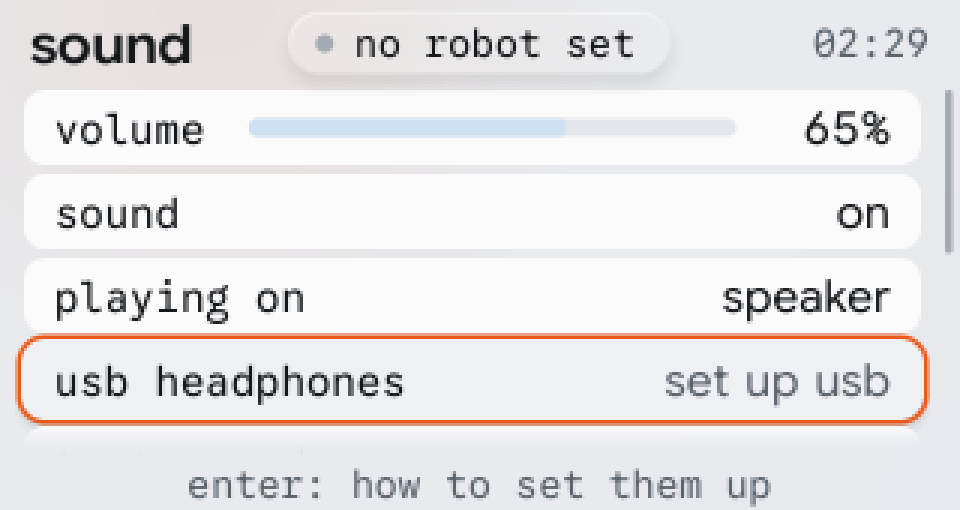 sound
no robot set
02:29
volume 65%
sound on
playing on speaker
usb headphones set up usb
enter: how to set them up